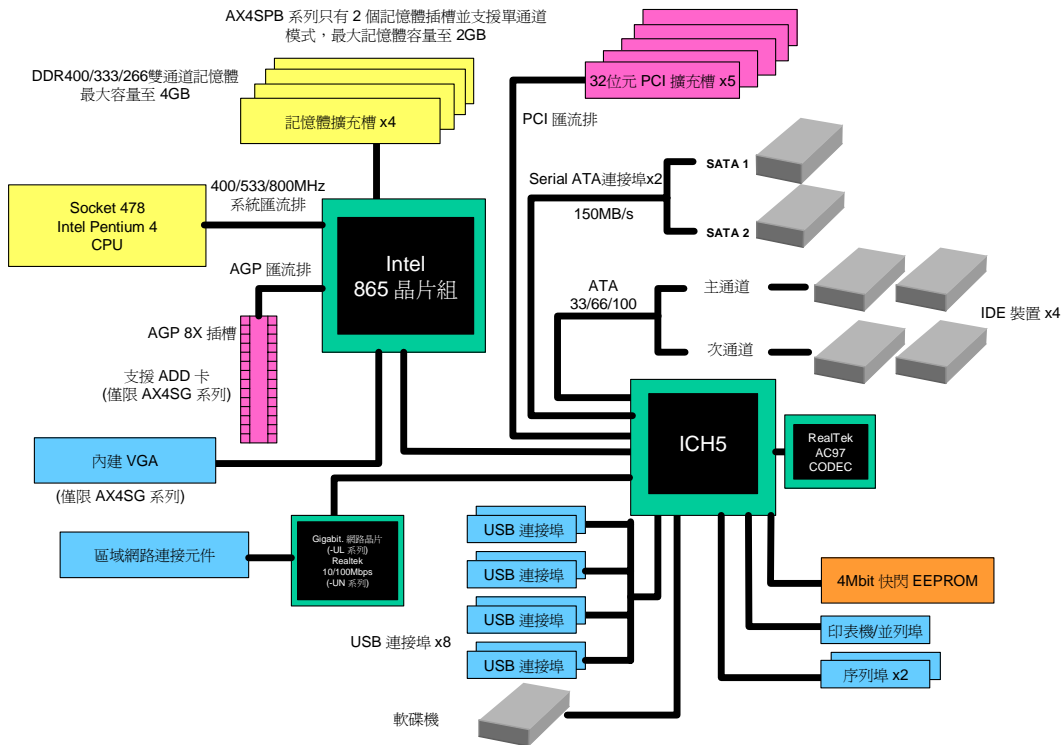 AX4SPB 系列只有 2 個記憶體插槽並支援單通道
模式，最大記憶體容量至 2GB
DDR400/333/266雙通道記憶體
最大容量至 4GB
記憶體擴充槽 x4
32位元 PCI 擴充槽 x5
PCI 匯流排
Socket 478
Intel Pentium 4
CPU
400/533/800MHz
系統匯流排
Intel
865 晶片組
AGP 匯流排
AGP 8X 插槽
支援 ADD 卡
(僅限 AX4SG 系列)
Serial ATA連接埠x2
150MB/s
SATA 1
SATA 2
ATA
33/66/100
主通道
次通道
IDE 裝置 x4
ICH5
RealTek
AC97
CODEC
內建 VGA
(僅限 AX4SG 系列)
區域網路連接元件
Gigabit. 網路晶片
(-UL 系列)
Realtek
10/100Mbps
(-UN 系列)
USB 連接埠
USB 連接埠
USB 連接埠
USB 連接埠
USB 連接埠 x8
4Mbit 快閃 EEPROM
印表機/並列埠
序列埠 x2
軟碟機